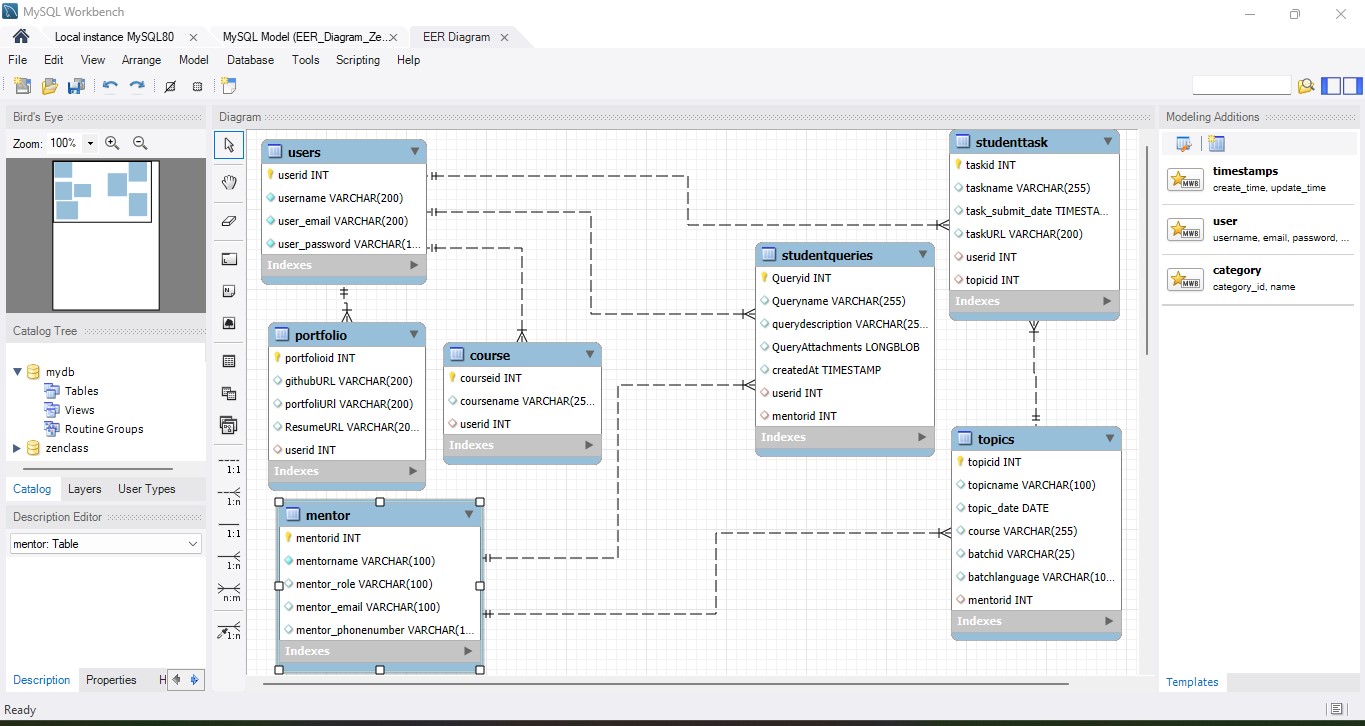 MySQL Workbench
Local instance MySQL80
MySQL Model (EER_Diagram_Ze...
EER Diagram
File Edit View Arrange Model Database Tools Scripting Help
Bird's Eye
Zoom: 100%
Catalog Tree
mydb
Tables
Views
Routine Groups
zenclass
Catalog Layers User Types
Description Editor
mentor: Table
Description Properties H
Ready
Diagram
1:1
1:n
1:1
1:n
n:m
1:n
users
userid INT
username VARCHAR(200)
user_email VARCHAR(200)
user_password VARCHAR(1...
Indexes
portfolio
portfolioid INT
githubURL VARCHAR(200)
portfoliURl VARCHAR(200)
ResumeURL VARCHAR(20...
userid INT
Indexes
course
courseid INT
coursename VARCHAR(25...
userid INT
Indexes
mentor
mentorid INT
mentorname VARCHAR(100)
mentor_role VARCHAR(100)
mentor_email VARCHAR(100)
mentor_phonenumber VARCHAR(1...
Indexes
studentqueries
Queryid INT
Queryname VARCHAR(255)
querydescription VARCHAR(25...
QueryAttachments LONGBLOB
createdAt TIMESTAMP
userid INT
mentorid INT
Indexes
studenttask
taskid INT
taskname VARCHAR(255)
task_submit_date TIMESTA...
taskURL VARCHAR(200)
userid INT
topicid INT
Indexes
topics
topicid INT
topicname VARCHAR(100)
topic_date DATE
course VARCHAR(255)
batchid VARCHAR(25)
batchlanguage VARCHAR(10...
mentorid INT
Indexes
Modeling Additions
MWB
timestamps
create_time, update_time
MWB
user
username, email, password, ...
MWB
category
category_id, name
Templates